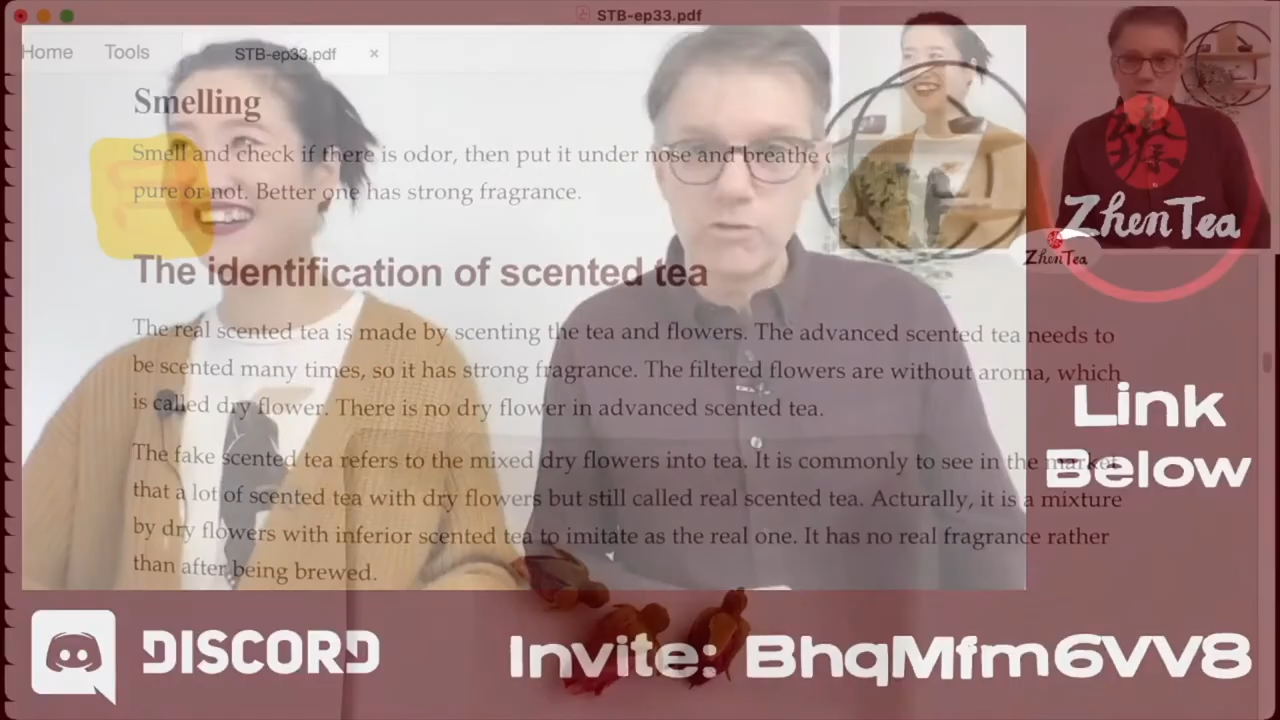 STB-ep33.pdf
Home Tools STB-ep33.pdf ×
Smelling
Smell and check if there is odor, then put it under nose and breathe
pure or not. Better one has strong fragrance.
The identification of scented tea
The real scented tea is made by scenting the tea and flowers. The advanced scented tea needs to
be scented many times, so it has strong fragrance. The filtered flowers are without aroma, which
is called dry flower. There is no dry flower in advanced scented tea.
The fake scented tea refers to the mixed dry flowers into tea. It is commonly to see in the market
that a lot of scented tea with dry flowers but still called real scented tea. Acturally, it is a mixture
by dry flowers with inferior scented tea to imitate as the real one. It has no real fragrance rather
than after being brewed.
臻
ZhenTea
ZhenTea
Link
Below
DISCORD
Invite: BhqMfm6VV8